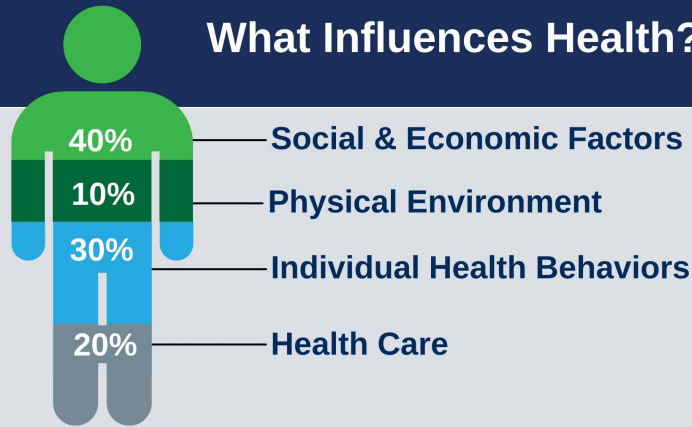 What Influences Health?
40%
Social & Economic Factors
10%
Physical Environment
30%
Individual Health Behaviors
20%
Health Care